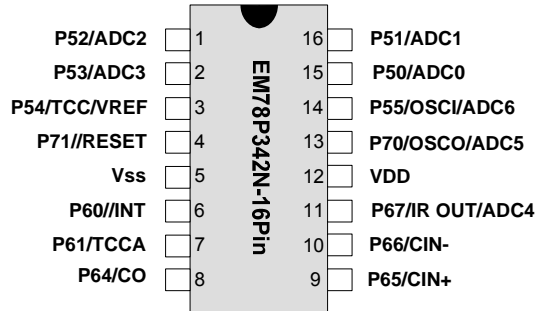 P52/ADC2 1 16 P51/ADC1
P53/ADC3 2 15 P50/ADC0
P54/TCC/VREF 3 14 P55/OSCI/ADC6
P71//RESET 4 13 P70/OSCO/ADC5
Vss 5 12 VDD
P60//INT 6 11 P67/IR OUT/ADC4
P61/TCCA 7 10 P66/CIN-
P64/CO 8 9 P65/CIN+
EM78P342N-16Pin